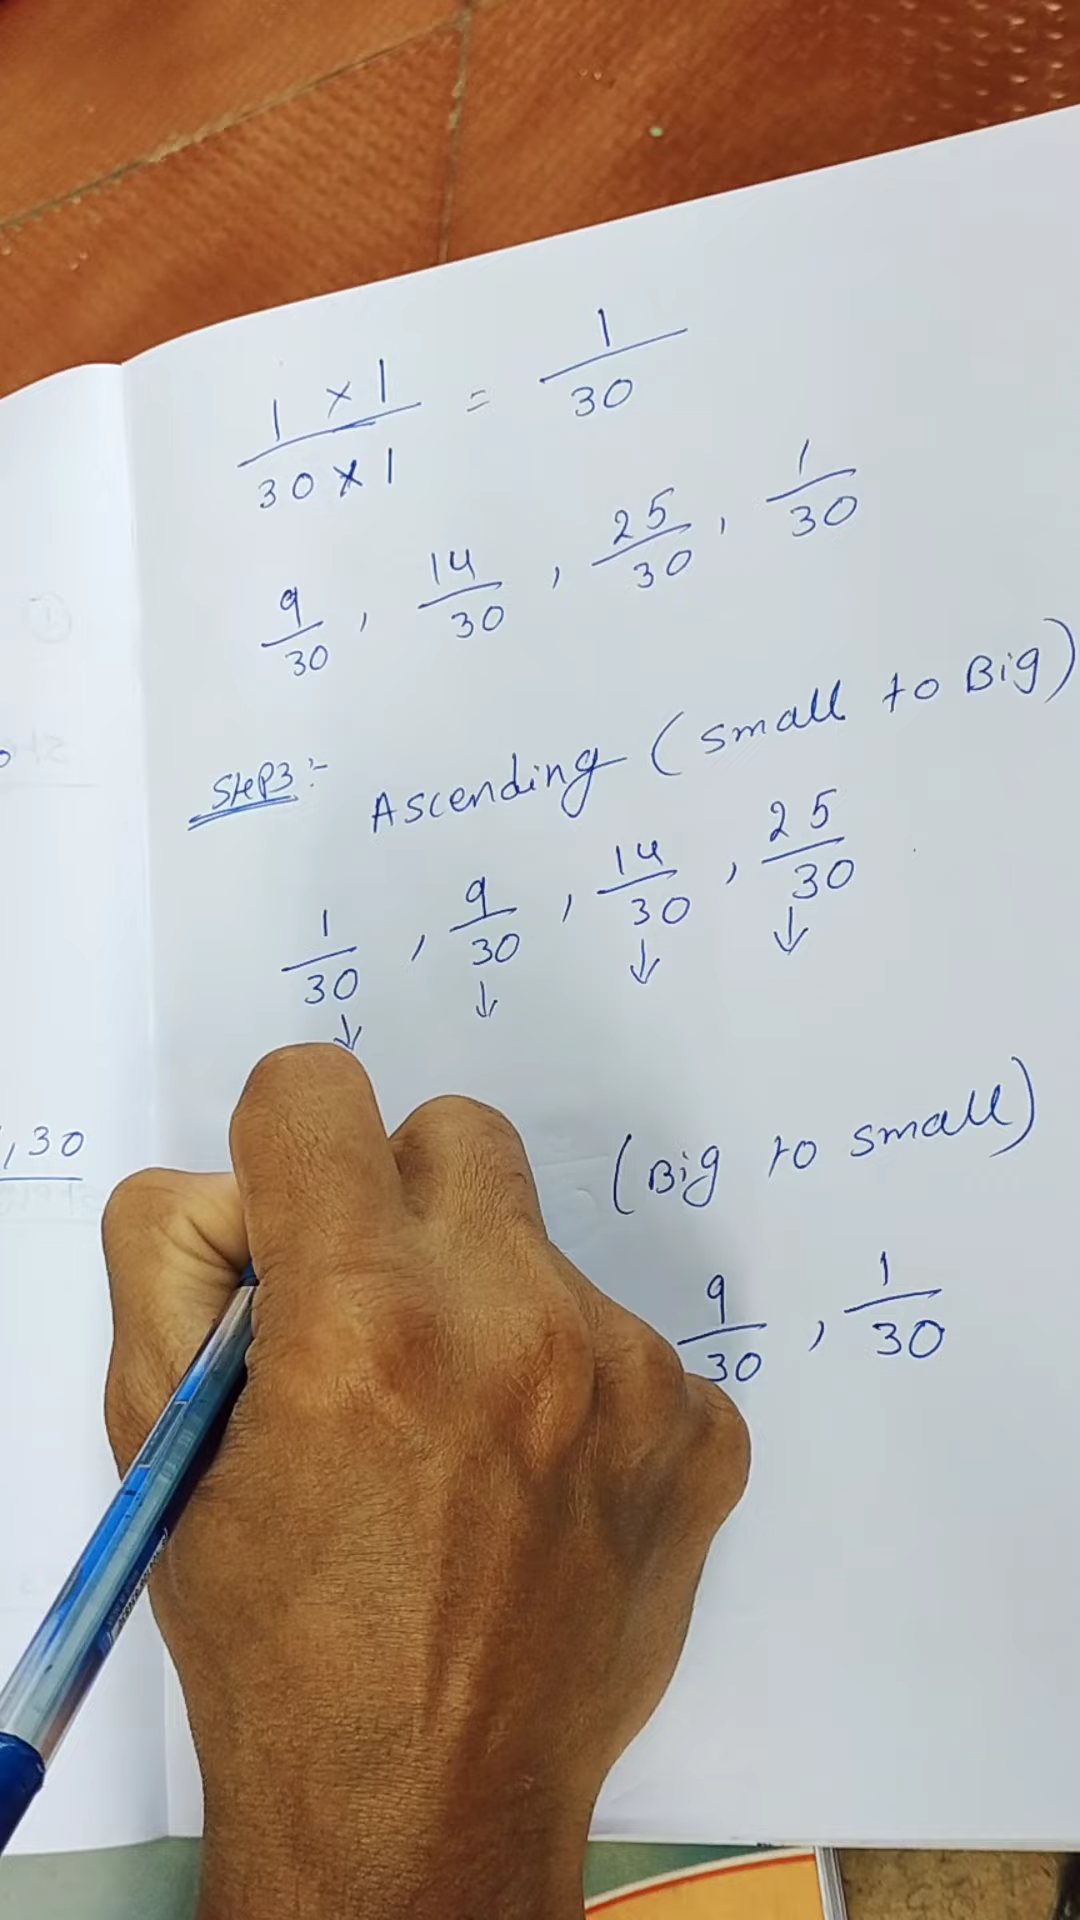 1 × 1 / 30 × 1 = 1/30
9/30 , 14/30 , 25/30 , 1/30
Step3:- Ascending (small to Big)
1/30 , 9/30 , 14/30 , 25/30
↓ ↓ ↓ ↓
,30
(Big to small)
9/30 , 1/30